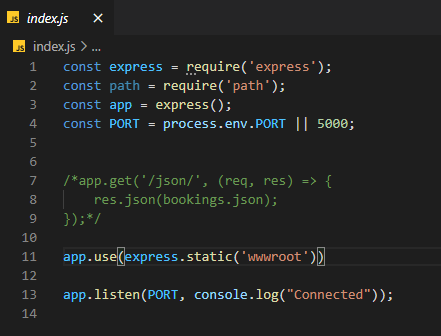 JS index.js ×
JS index.js > ...
1 const express = require('express');
2 const path = require('path');
3 const app = express();
4 const PORT = process.env.PORT || 5000;
5
6
7 /*app.get('/json/', (req, res) => {
8     res.json(bookings.json);
9 });*/
10
11 app.use(express.static('wwwroot'))
12
13 app.listen(PORT, console.log("Connected"));
14